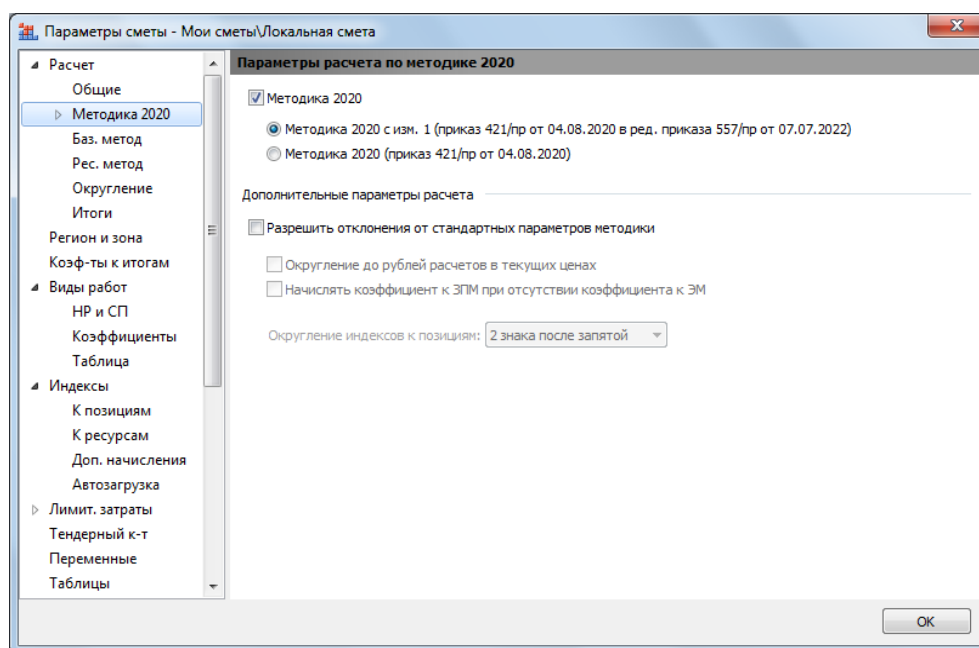 Параметры сметы - Мои сметы\Локальная смета
Расчет
Общие
Методика 2020
Баз. метод
Рес. метод
Округление
Итоги
Регион и зона
Коэф-ты к итогам
Виды работ
НР и СП
Коэффициенты
Таблица
Индексы
К позициям
К ресурсам
Доп. начисления
Автозагрузка
Лимит. затраты
Тендерный к-т
Переменные
Таблицы
Параметры расчета по методике 2020
Методика 2020
Методика 2020 с изм. 1 (приказ 421/пр от 04.08.2020 в ред. приказа 557/пр от 07.07.2022)
Методика 2020 (приказ 421/пр от 04.08.2020)
Дополнительные параметры расчета
Разрешить отклонения от стандартных параметров методики
Округление до рублей расчетов в текущих ценах
Начислять коэффициент к ЗПМ при отсутствии коэффициента к ЭМ
Округление индексов к позициям: 2 знака после запятой
ОК